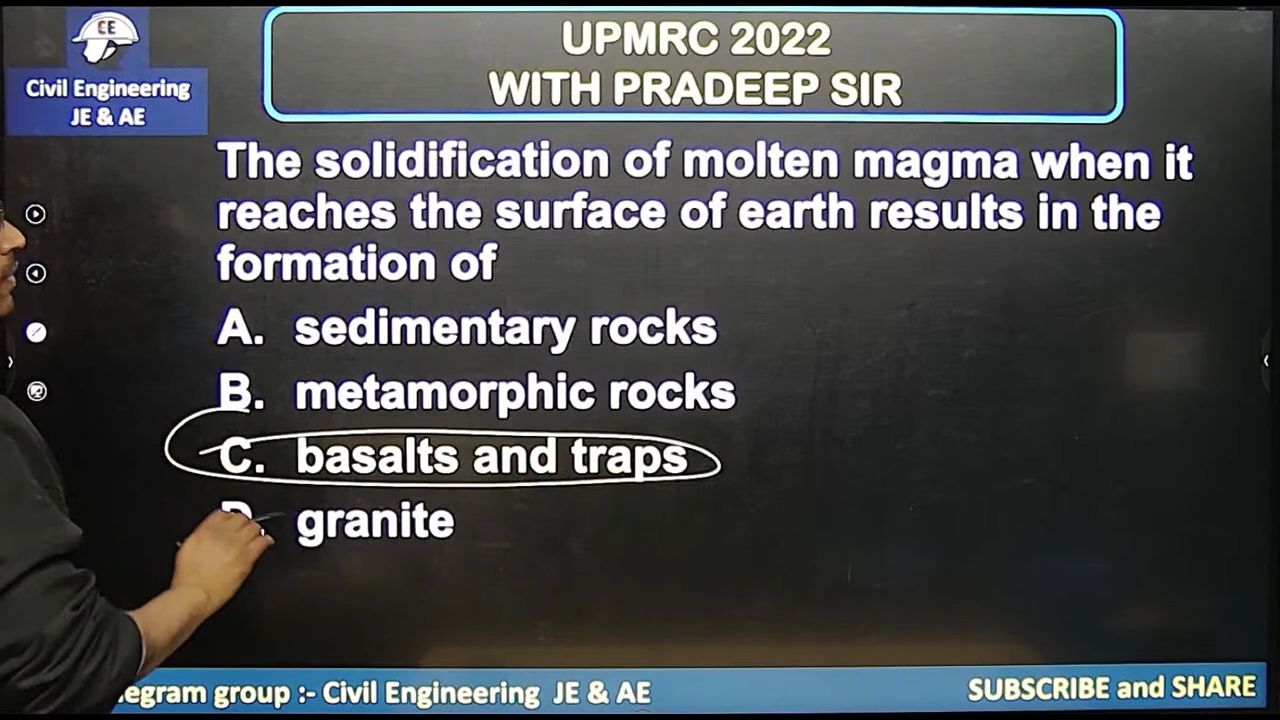 CE
Civil Engineering
JE & AE
UPMRC 2022
WITH PRADEEP SIR
The solidification of molten magma when it
reaches the surface of earth results in the
formation of
A. sedimentary rocks
B. metamorphic rocks
C. basalts and traps
D. granite
group :- Civil Engineering JE & AE
SUBSCRIBE and SHARE